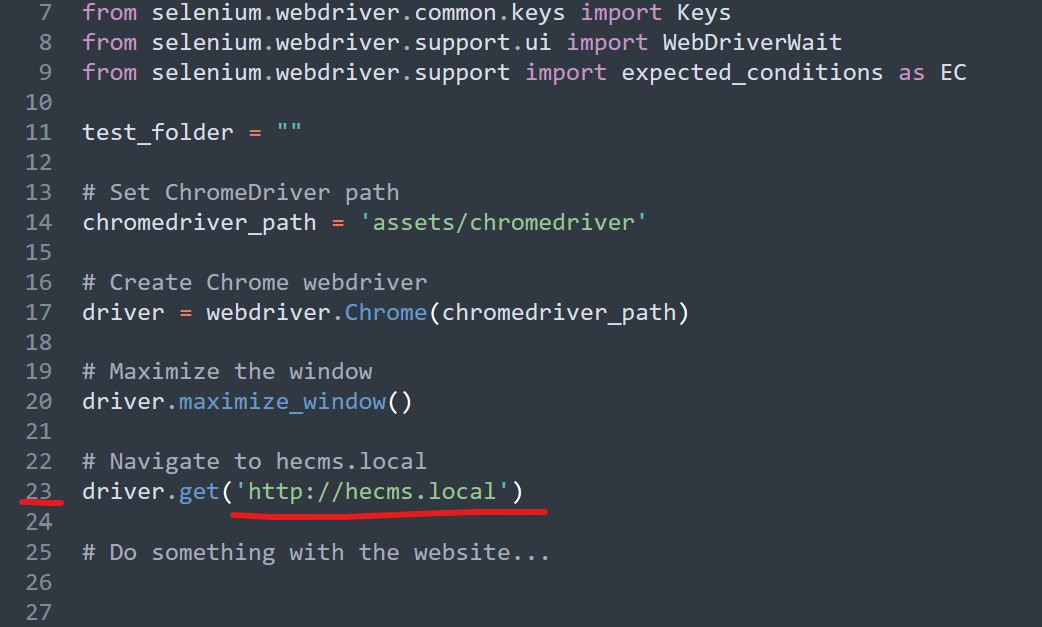 7 from selenium.webdriver.common.keys import Keys
8 from selenium.webdriver.support.ui import WebDriverWait
9 from selenium.webdriver.support import expected_conditions as EC
10
11 test_folder = ""
12
13 # Set ChromeDriver path
14 chromedriver_path = 'assets/chromedriver'
15
16 # Create Chrome webdriver
17 driver = webdriver.Chrome(chromedriver_path)
18
19 # Maximize the window
20 driver.maximize_window()
21
22 # Navigate to hecms.local
23 driver.get('http://hecms.local')
24
25 # Do something with the website...
26
27